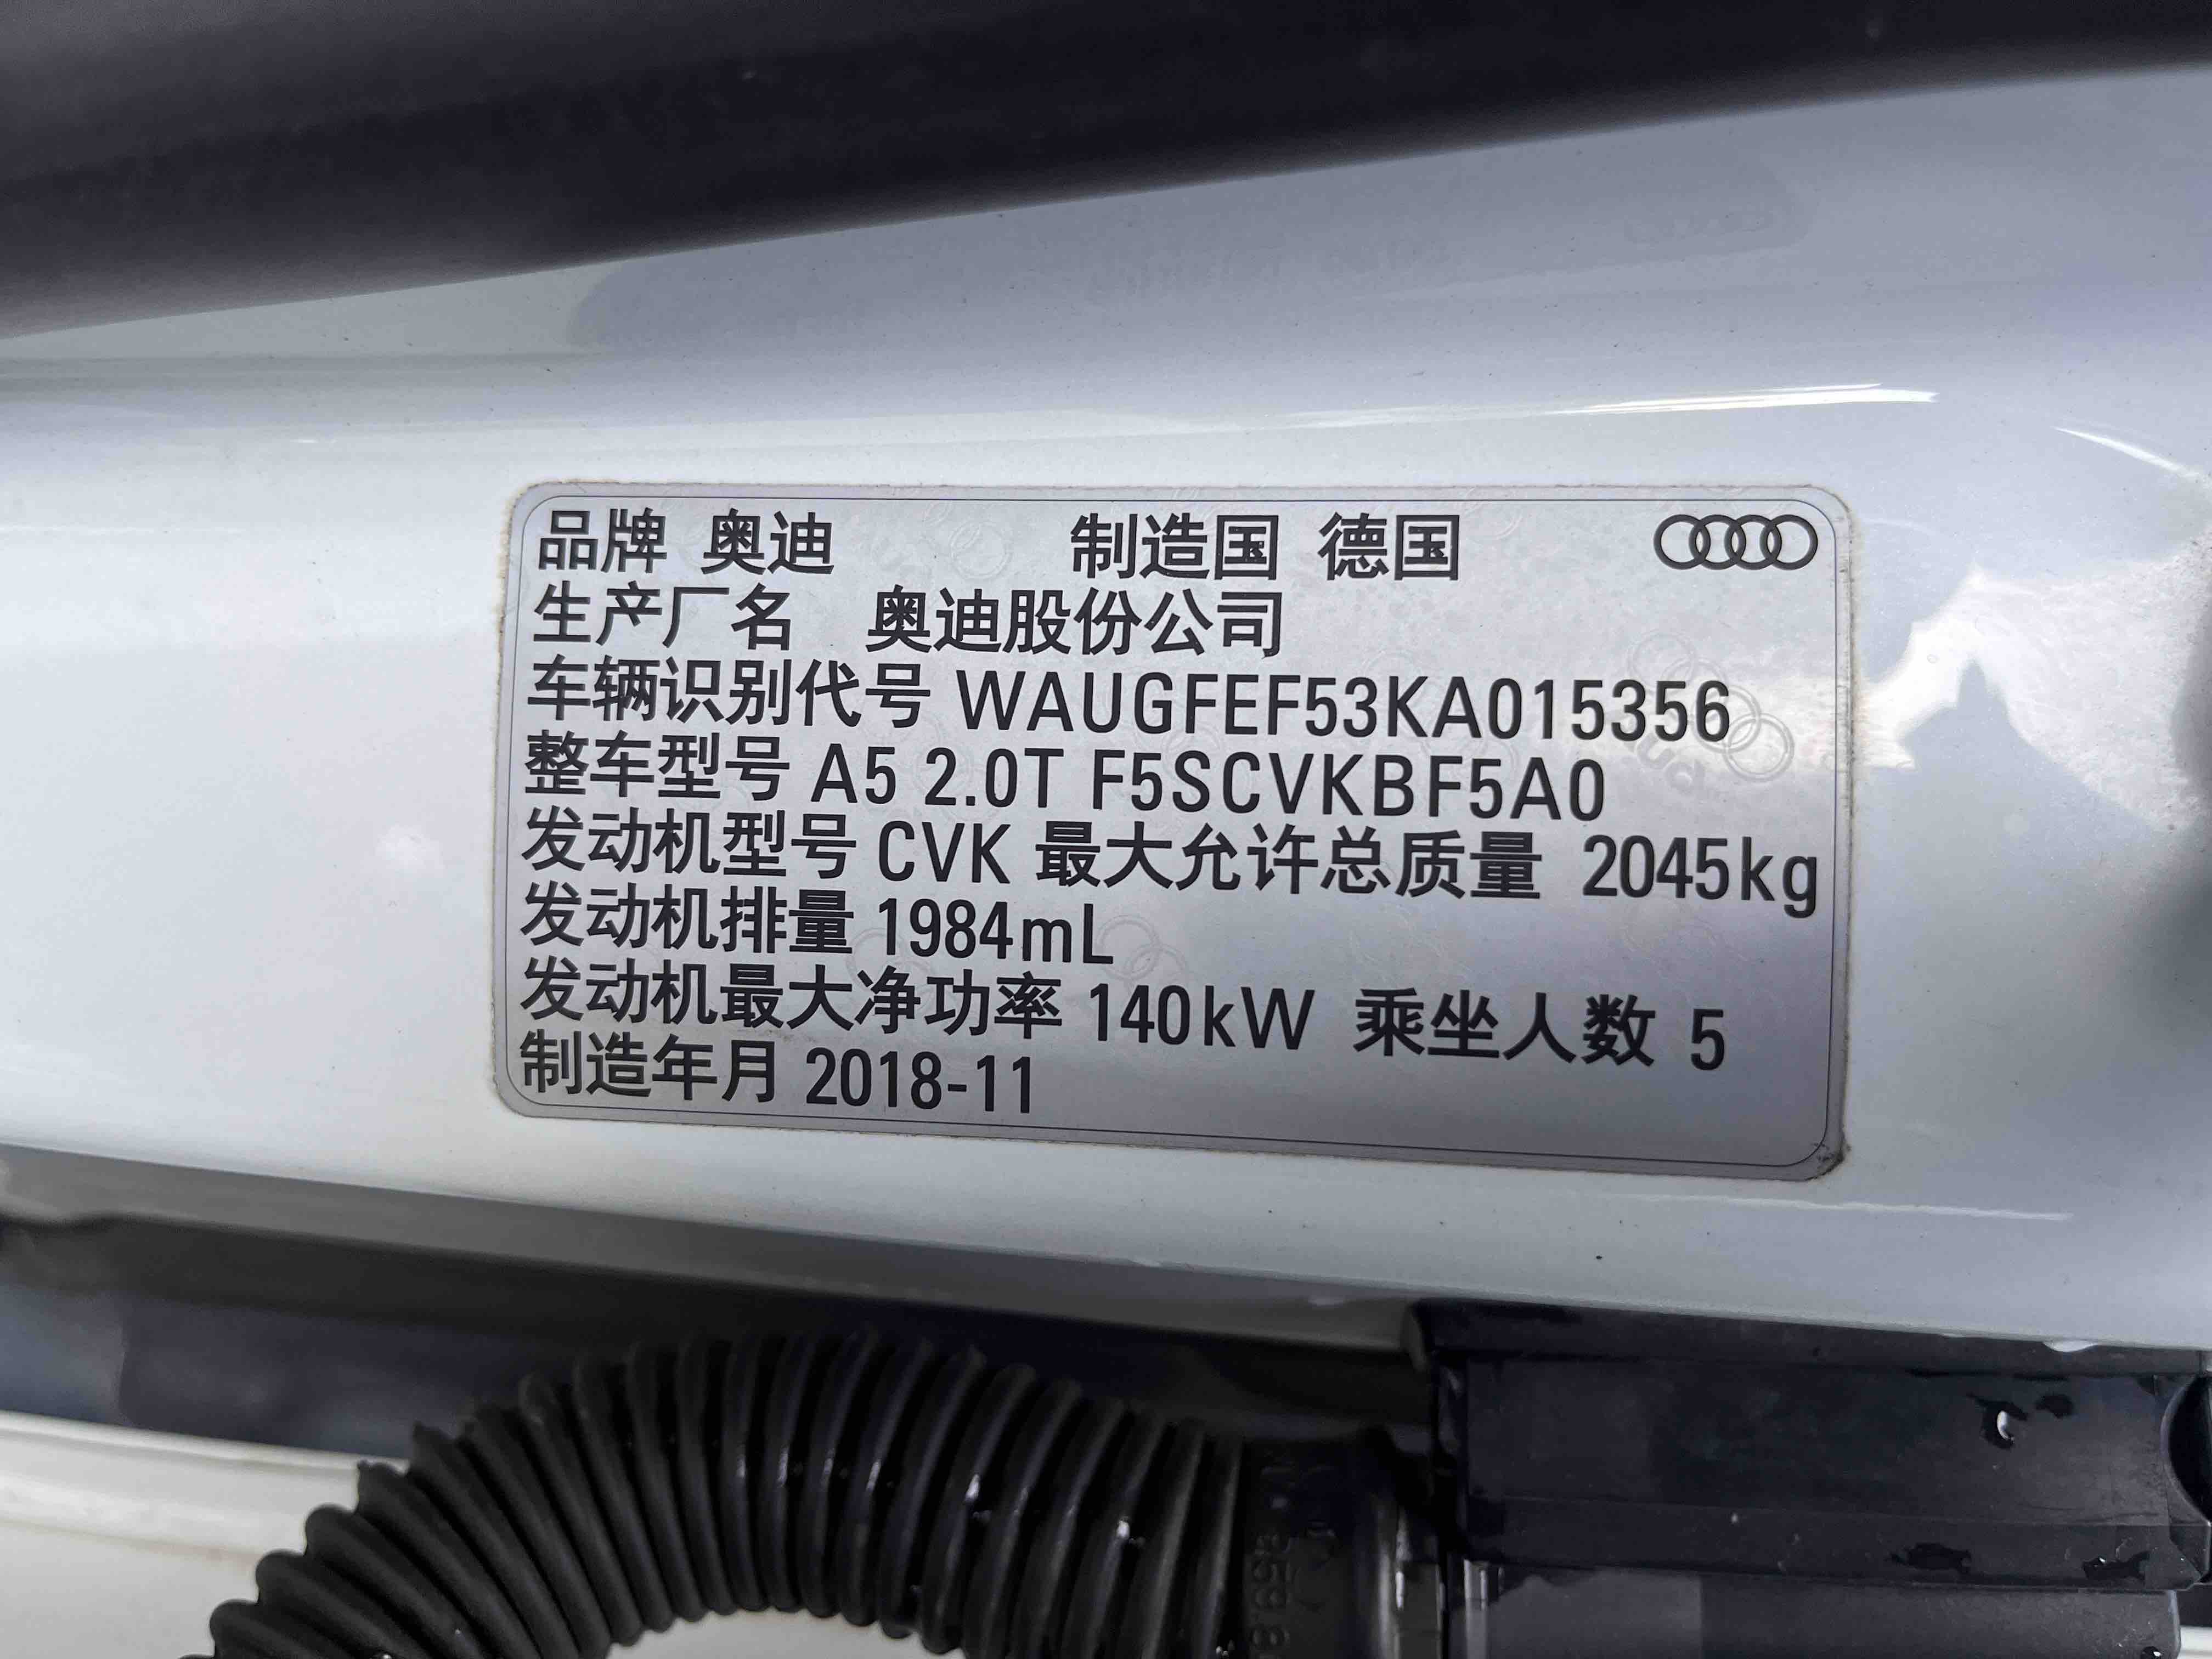 品牌 奥迪 制造国 德国
生产厂名 奥迪股份公司
车辆识别代号 WAUGFEF53KA015356
整车型号 A5 2.0T F5SCVKBF5A0
发动机型号 CVK 最大允许总质量 2045kg
发动机排量 1984mL
发动机最大净功率 140kW 乘坐人数 5
制造年月 2018-11